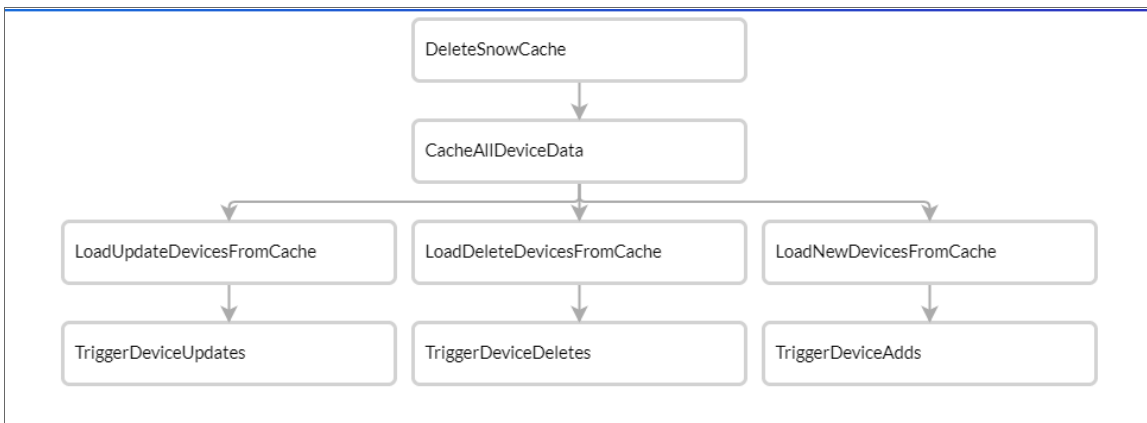 DeleteSnowCache
CacheAllDeviceData
LoadUpdateDevicesFromCache
LoadDeleteDevicesFromCache
LoadNewDevicesFromCache
TriggerDeviceUpdates
TriggerDeviceDeletes
TriggerDeviceAdds